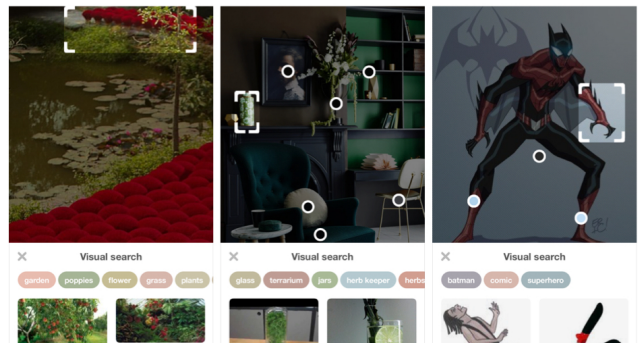 Visual search
garden poppies flower grass plants
Visual search
glass terrarium jars herb keeper herbs
Visual search
batman comic superhero